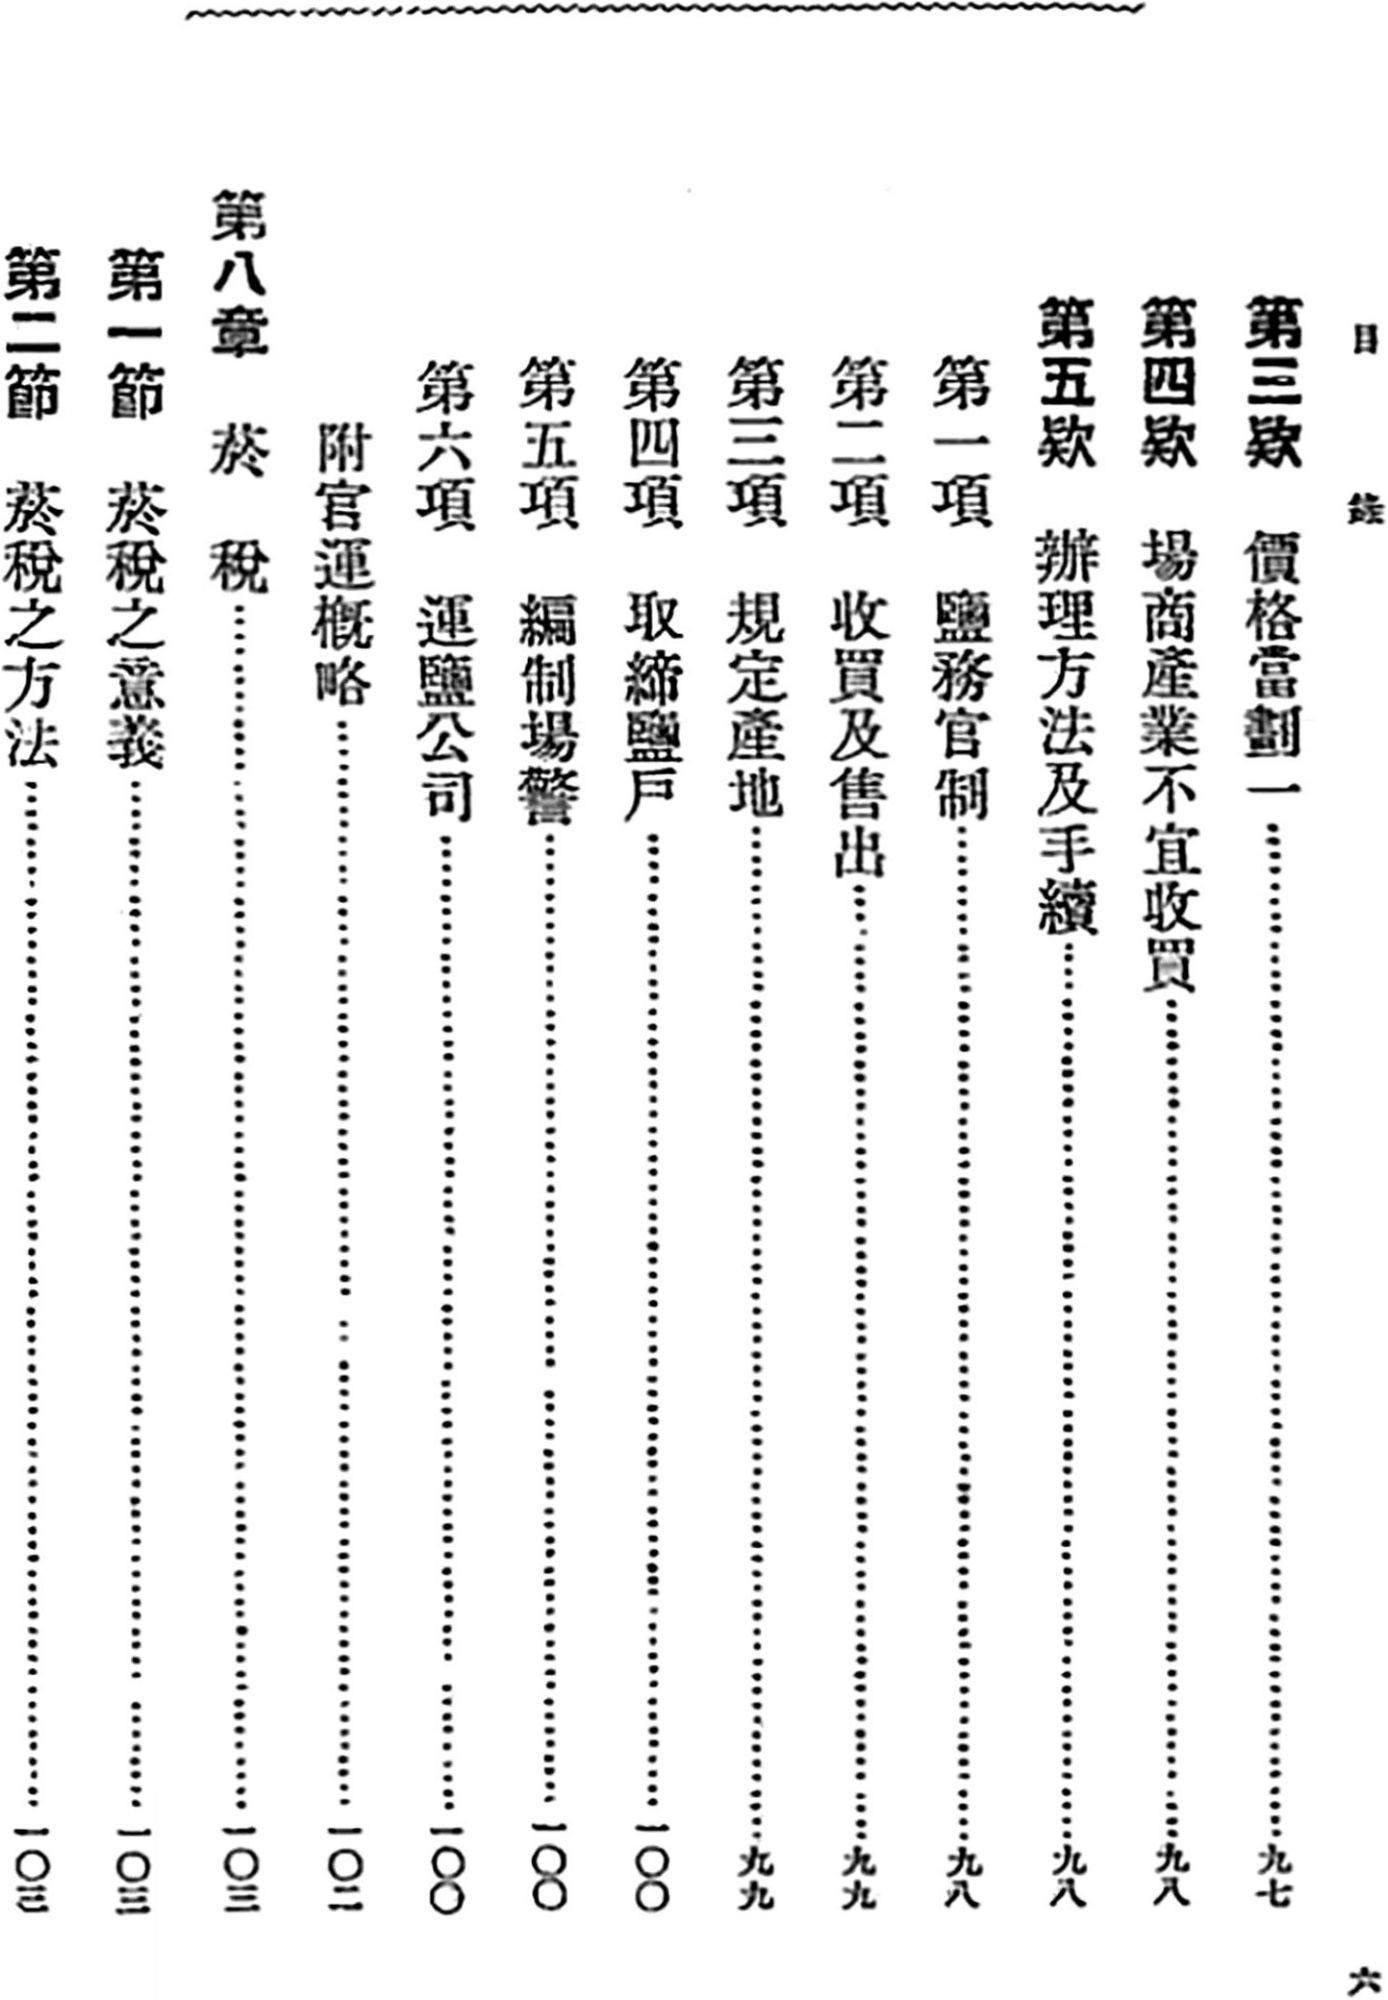 目錄
第三欵　價格當劃一……九七
第四欵　場商產業不宜收買……九八
第五欵　辦理方法及手續……九八
第一項　鹽務官制……九八
第二項　收買及售出……九九
第三項　規定產地……九九
第四項　取締鹽戶……一〇〇
第五項　編制場警……一〇〇
第六項　運鹽公司……一〇〇
附官運概略……一〇二
第八章　菸　稅……一〇三
第一節　菸稅之意義……一〇三
第二節　菸稅之方法……一〇三
六